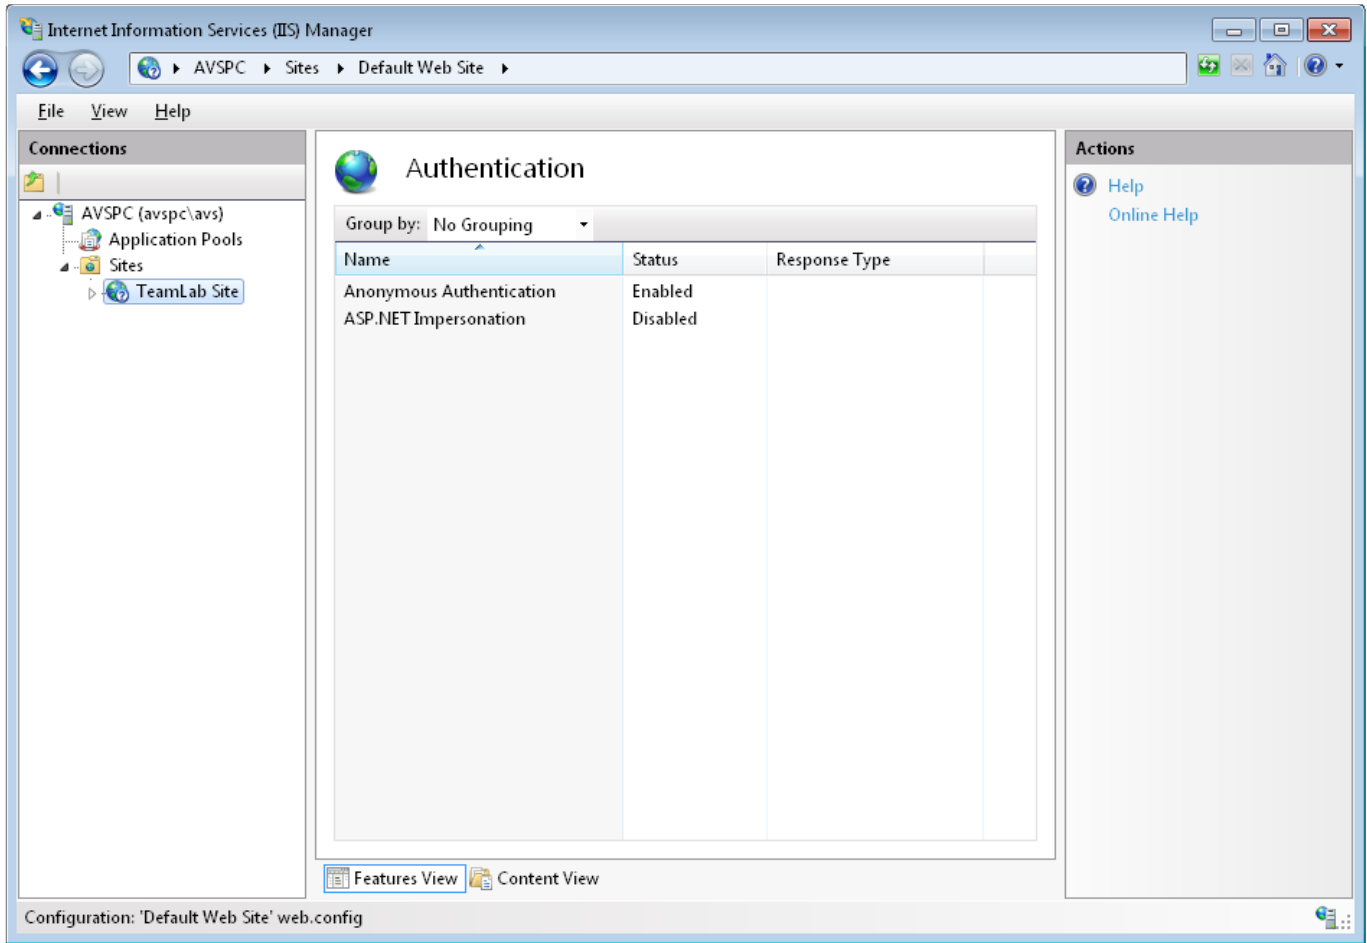 Internet Information Services (IIS) Manager
AVSPC Sites Default Web Site
File View Help
Connections
AVSPC (avspc\avs)
Application Pools
Sites
TeamLab Site
Authentication
Group by: No Grouping
Name Status Response Type
Anonymous Authentication Enabled
ASP.NET Impersonation Disabled
Features View Content View
Actions
Help
Online Help
Configuration: 'Default Web Site' web.config